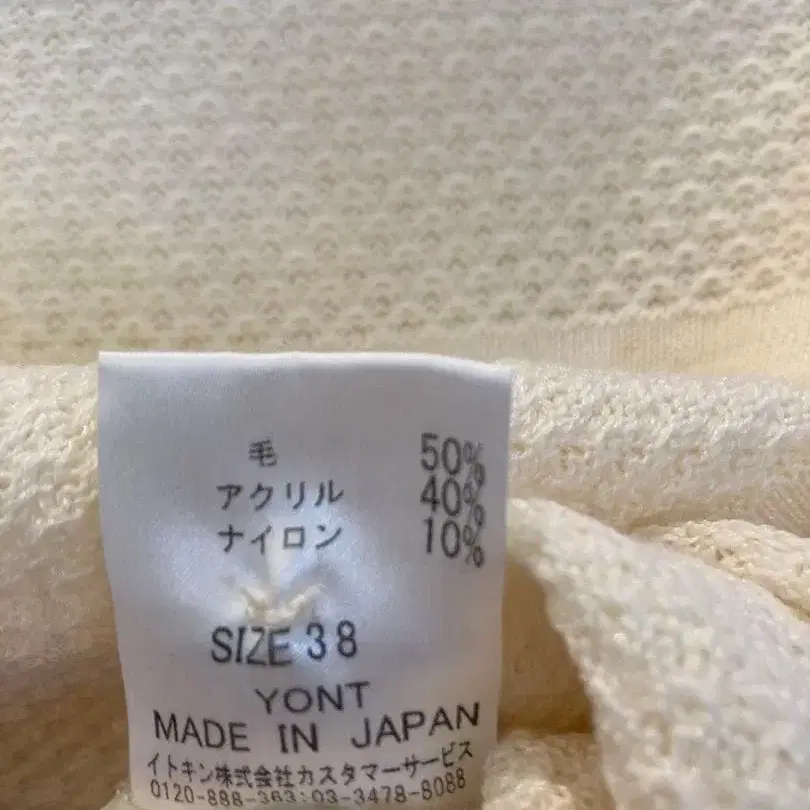 毛 50%
アクリル 40%
ナイロン 10%
SIZE 38
YONT
MADE IN JAPAN
イトキン株式会社カスタマーサービス
0120-888-363:03-3478-8088